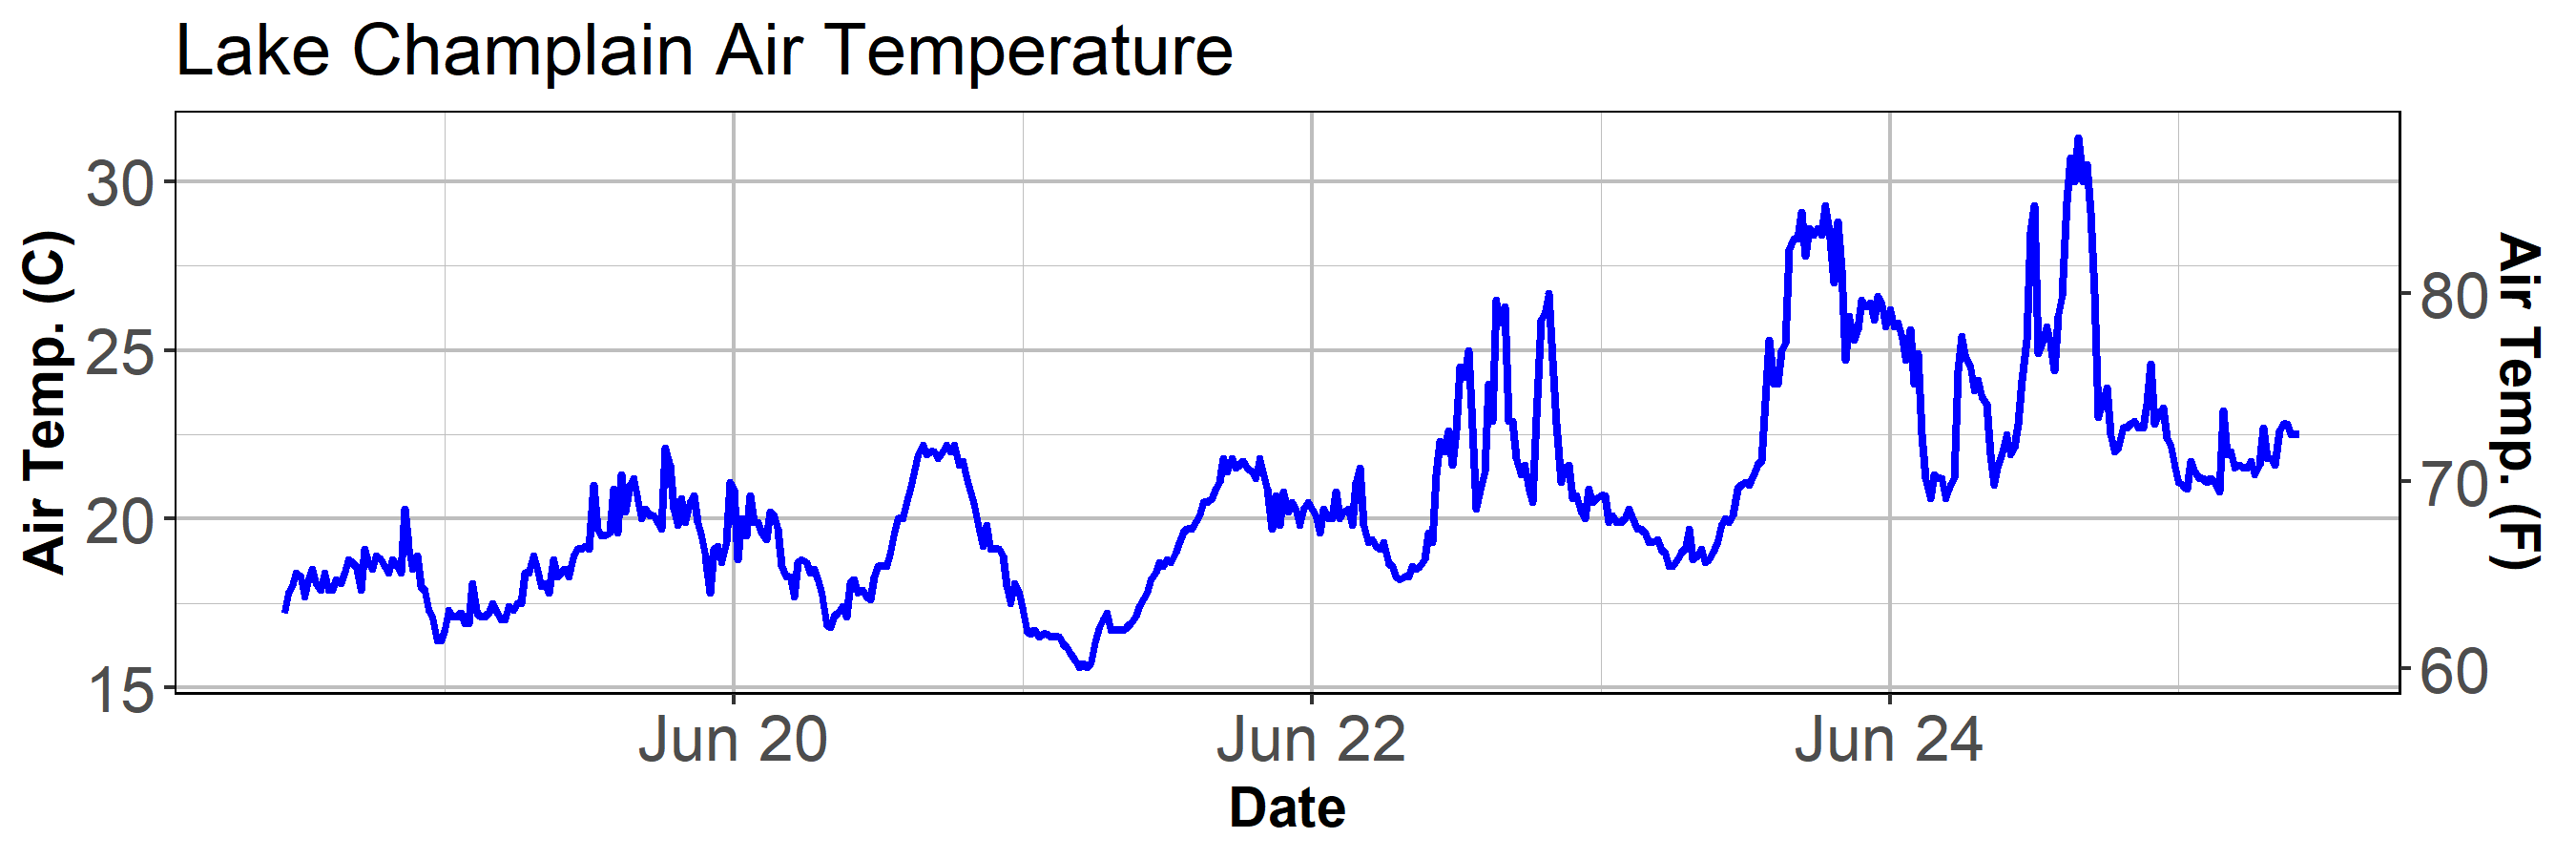 Lake Champlain Air Temperature
Air Temp. (C)
30
25
20
15
80
70
60
Air Temp. (F)
Jun 20
Jun 22
Jun 24
Date